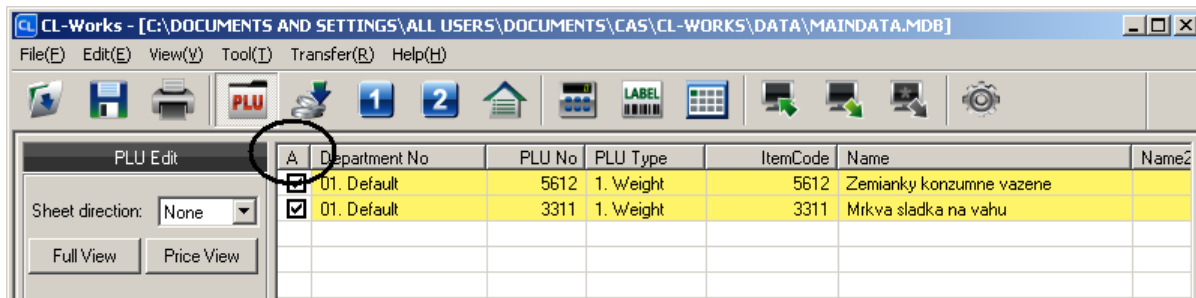 CL CL-Works - [C:\DOCUMENTS AND SETTINGS\ALL USERS\DOCUMENTS\CAS\CL-WORKS\DATA\MAINDATA.MDB]
File(F) Edit(E) View(V) Tool(T) Transfer(R) Help(H)
PLU 1 2 LABEL
PLU Edit
A Department No PLU No PLU Type ItemCode Name Name2
01. Default 5612 1. Weight 5612 Zemianky konzumne vazene
Sheet direction: None
01. Default 3311 1. Weight 3311 Mrkva sladka na vahu
Full View Price View